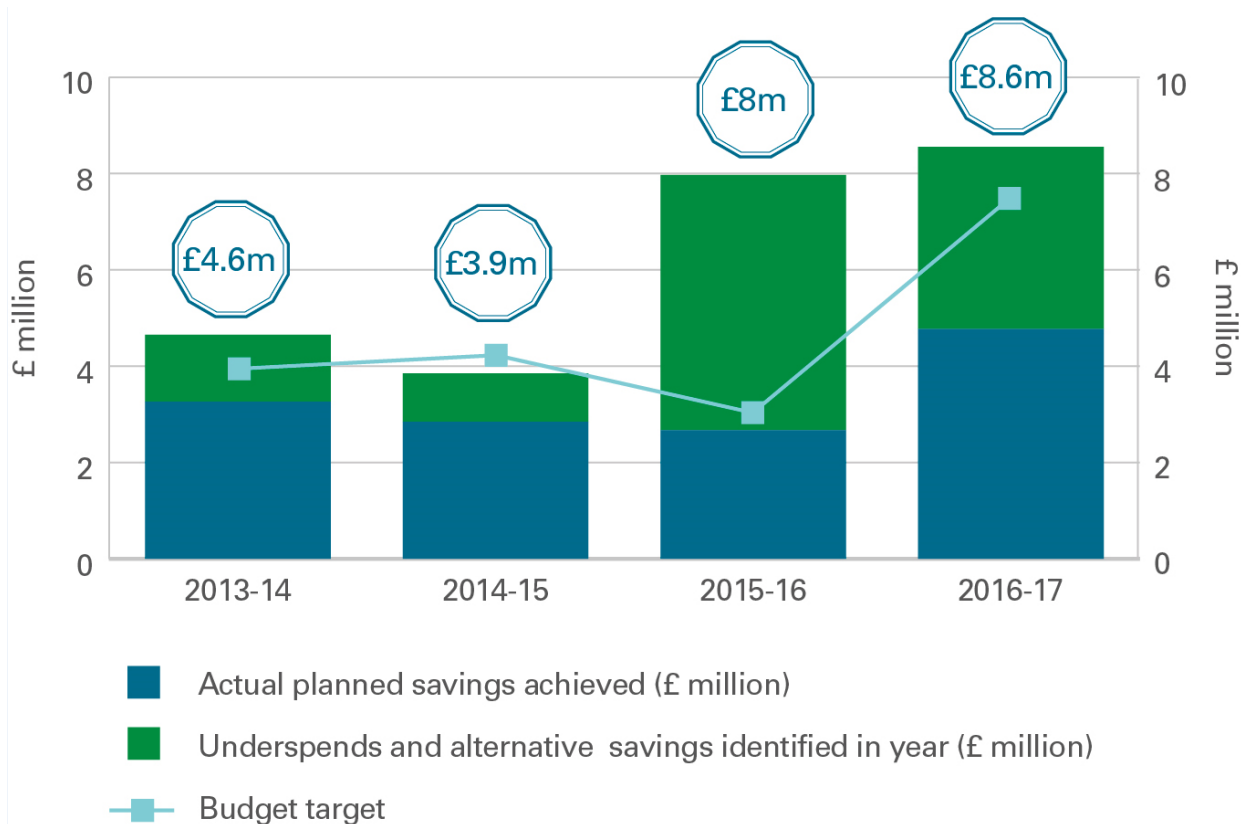 £8.6m
£8m
£4.6m
£3.9m
£ million
10
8
6
4
2
0
10
8
6
4
2
0
£ million
2013-14
2014-15
2015-16
2016-17
Actual planned savings achieved (£ million)
Underspends and alternative savings identified in year (£ million)
Budget target